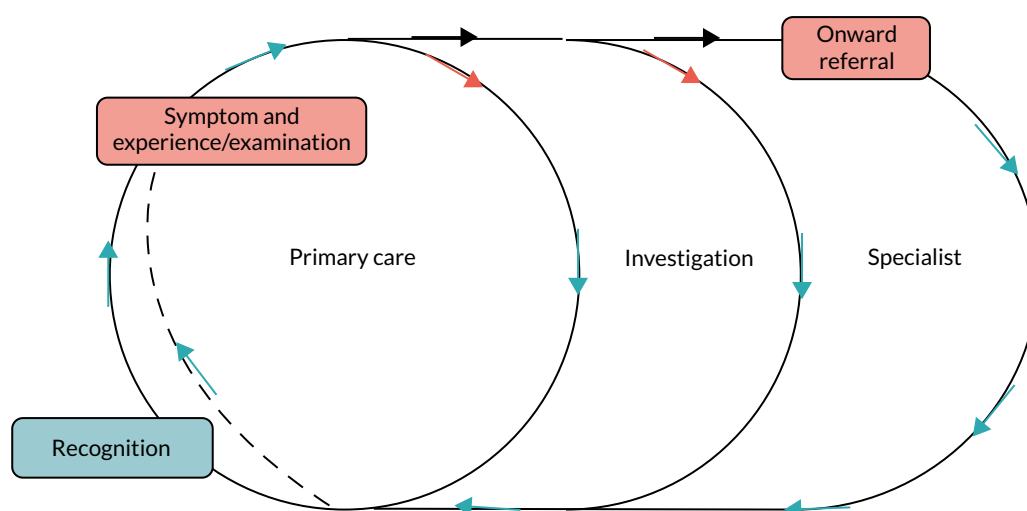 Onward
referral
Symptom and
experience/examination
Primary care
Investigation
Specialist
Recognition